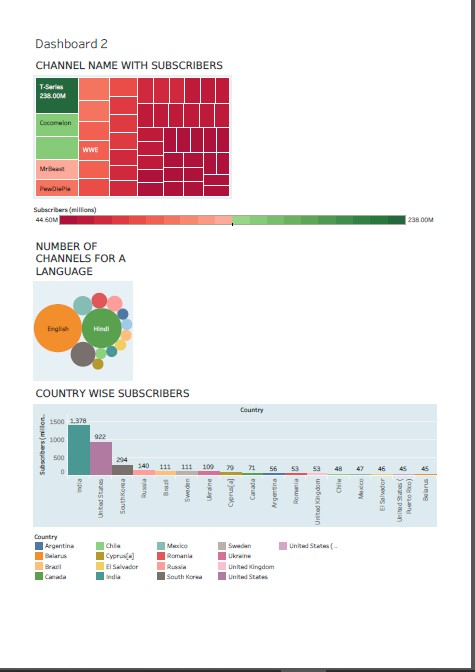 Dashboard 2
CHANNEL NAME WITH SUBSCRIBERS
T-Series
238.00M
Cocomelon
WWE
MrBeast
PewDiePie
Subscribers (millions)
44.60M 238.00M
NUMBER OF
CHANNELS FOR A
LANGUAGE
English
Hindi
COUNTRY WISE SUBSCRIBERS
Country
Subscribers (million..
1500
1000
500
0
1,378
922
294
140
111
111
109
79
71
56
53
53
48
47
46
45
45
India
United States
South Korea
Russia
Brazil
Sweden
Ukraine
Cyprus[a]
Canada
Argentina
Romania
United Kingdom
Chile
Mexico
El Salvador
United States (
Puerto Rico)
Belarus
Country
Argentina Chile Mexico Sweden United States (..
Belarus Cyprus[a] Romania Ukraine
Brazil El Salvador Russia United Kingdom
Canada India South Korea United States